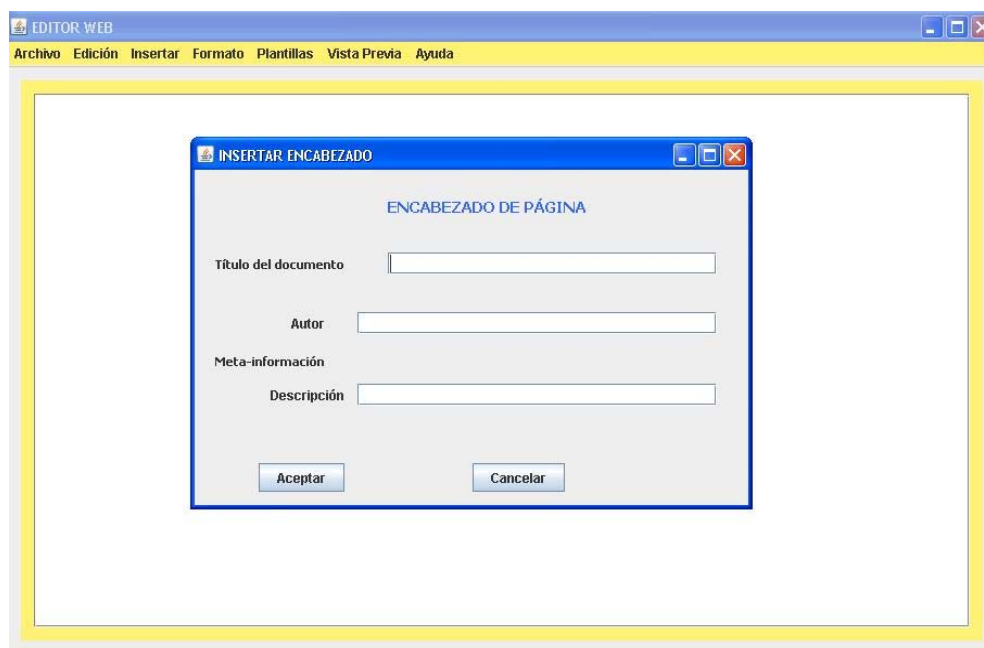 EDITOR WEB
Archivo Edición Insertar Formato Plantillas Vista Previa Ayuda
INSERTAR ENCABEZADO
ENCABEZADO DE PÁGINA
Título del documento
Autor
Meta-información
Descripción
Aceptar Cancelar